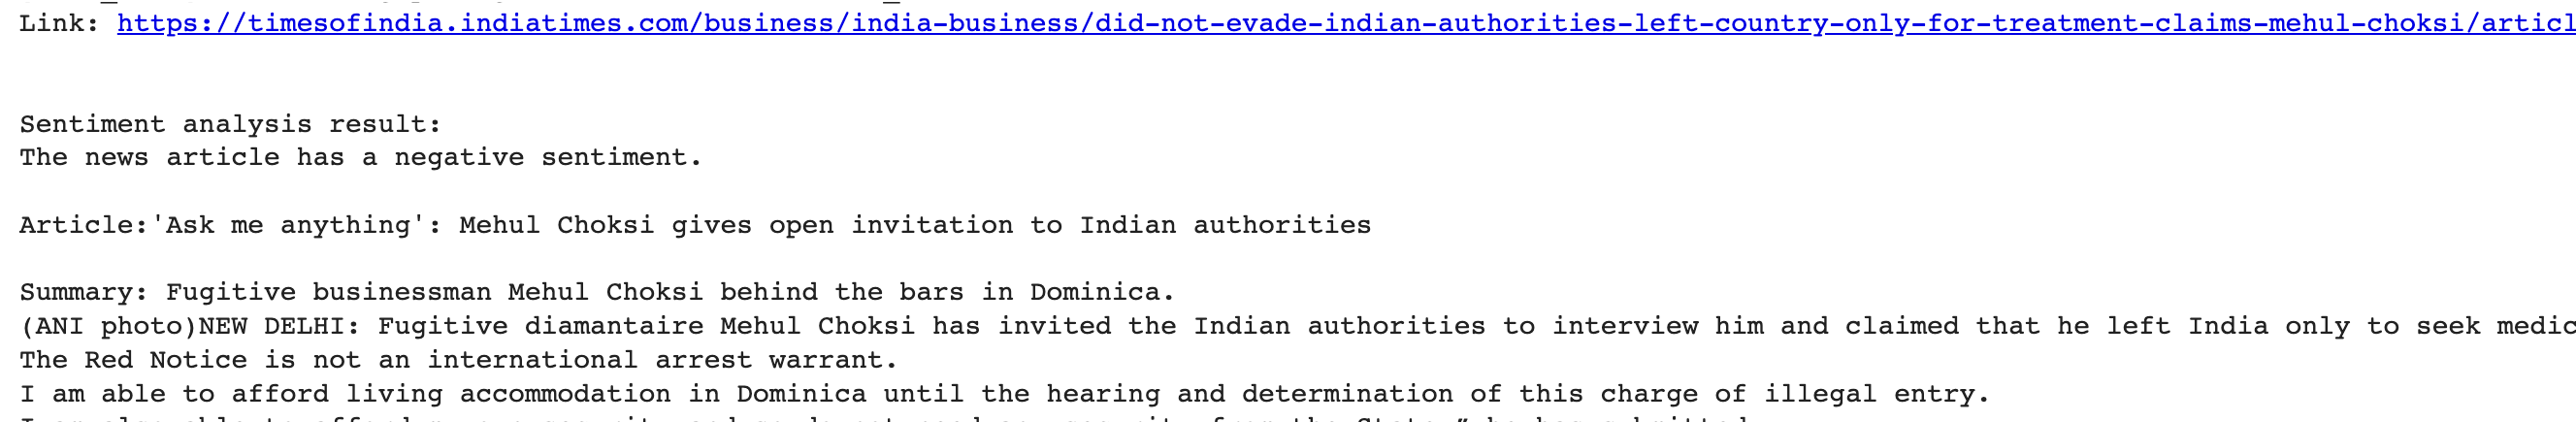 Link: https://timesofindia.indiatimes.com/business/india-business/did-not-evade-indian-authorities-left-country-only-for-treatment-claims-mehul-choksi/articl
Sentiment analysis result:
The news article has a negative sentiment.
Article:'Ask me anything': Mehul Choksi gives open invitation to Indian authorities
Summary: Fugitive businessman Mehul Choksi behind the bars in Dominica.
(ANI photo)NEW DELHI: Fugitive diamantaire Mehul Choksi has invited the Indian authorities to interview him and claimed that he left India only to seek medic
The Red Notice is not an international arrest warrant.
I am able to afford living accommodation in Dominica until the hearing and determination of this charge of illegal entry.